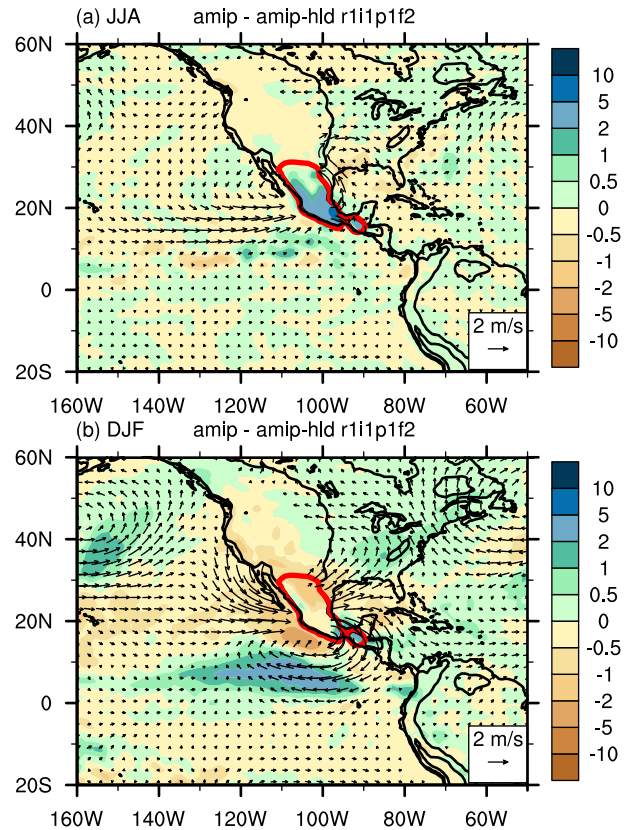 (a) JJA amip - amip-hld r1i1p1f2
60N
40N
20N
0
20S
160W 140W 120W 100W 80W 60W
2 m/s
10
5
2
1
0.5
0
-0.5
-1
-2
-5
-10
(b) DJF amip - amip-hld r1i1p1f2
60N
40N
20N
0
20S
160W 140W 120W 100W 80W 60W
2 m/s
10
5
2
1
0.5
0
-0.5
-1
-2
-5
-10